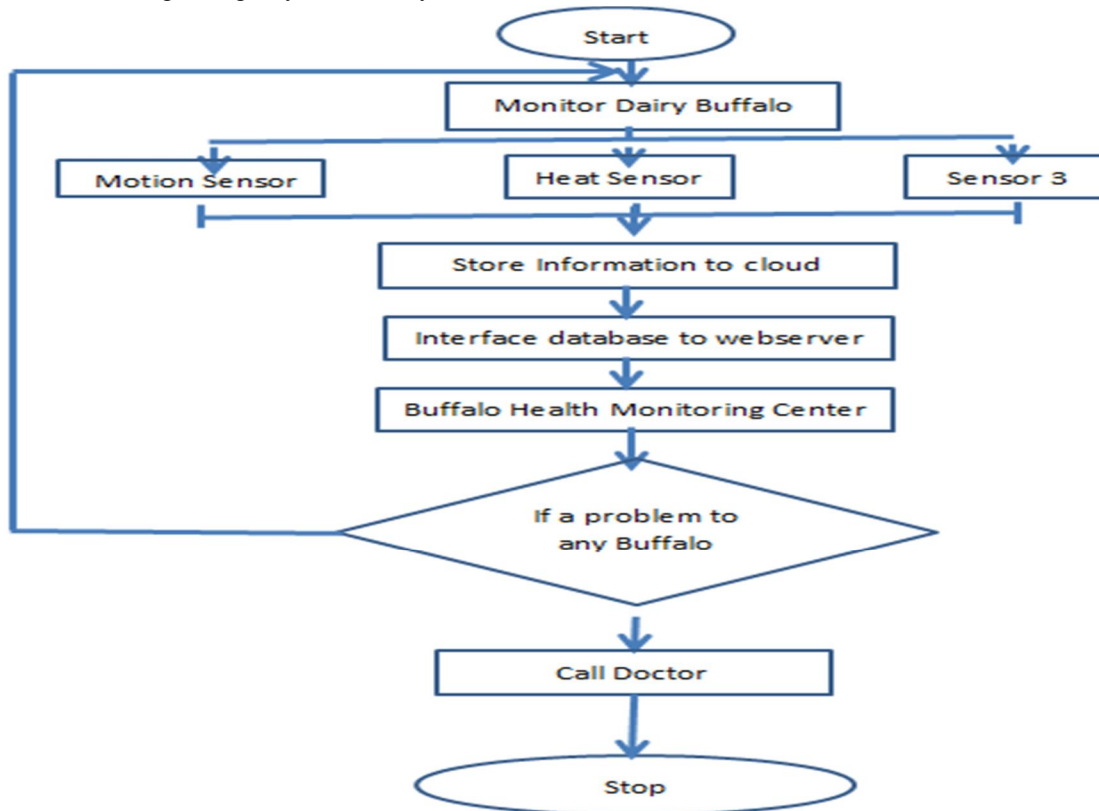 Start
Monitor Dairy Buffalo
Motion Sensor
Heat Sensor
Sensor 3
Store Information to cloud
Interface database to webserver
Buffalo Health Monitoring Center
If a problem to
any Buffalo
Call Doctor
Stop